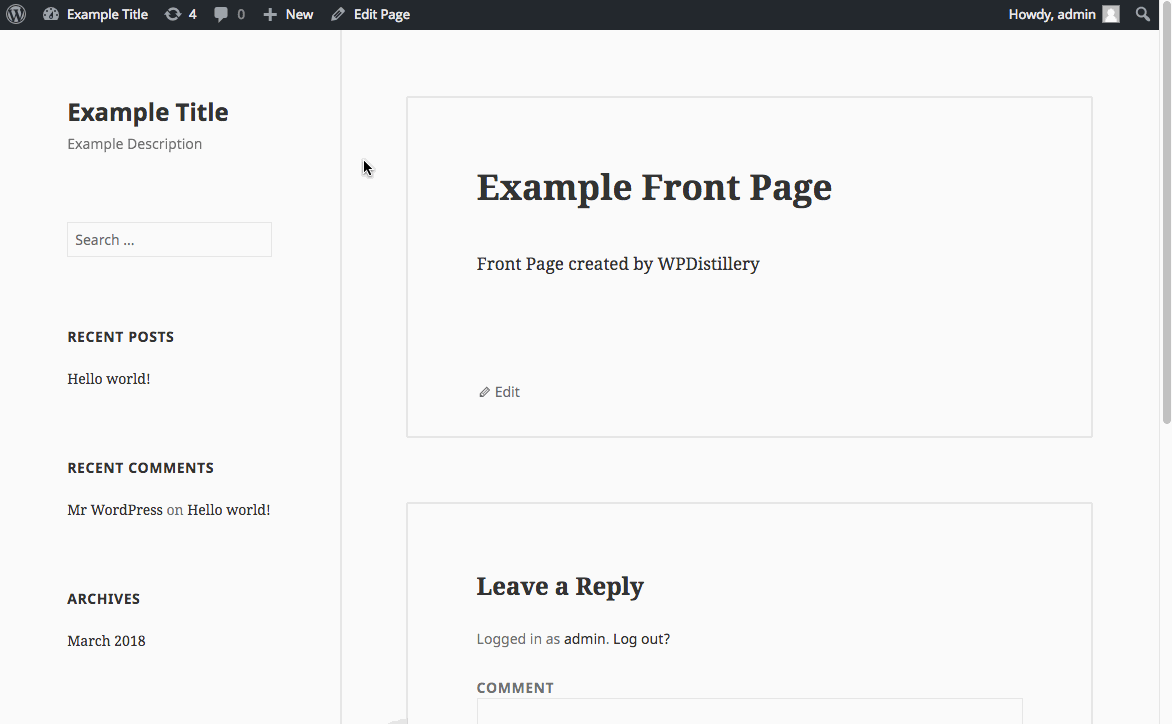 Example Title 4 0 New Edit Page Howdy, admin
Example Title
Example Description
Search ...
RECENT POSTS
Hello world!
RECENT COMMENTS
Mr WordPress on Hello world!
ARCHIVES
March 2018
Example Front Page
Front Page created by WPDistillery
Edit
Leave a Reply
Logged in as admin. Log out?
COMMENT